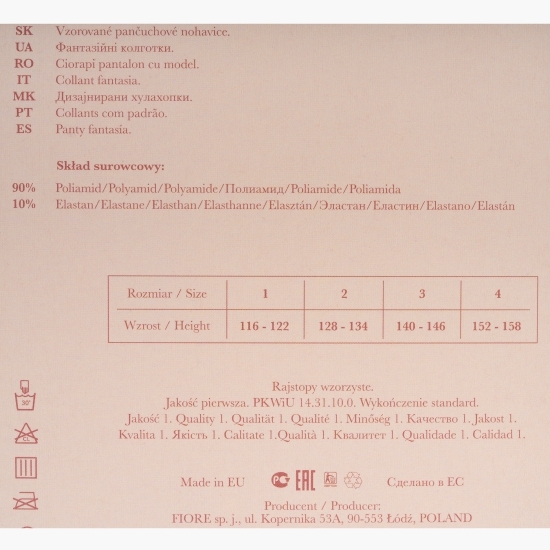 SK Vzorované pančuchové nohavice.
UA Фантазійні колготки.
RO Ciorapi pantalon cu model.
IT Collant fantasia.
MK Дизајнирани хулахопки.
PT Collants com padrão.
ES Panty fantasia.
Skład surowcowy:
90% Poliamid/Polyamid/Polyamide/Полиамид/Poliamide/Poliamida
10% Elastan/Elastane/Elasthan/Elasthanne/Elasztán/Эластан/Еластин/Elastano/Elastán
Rozmiar / Size 1 2 3 4
Wzrost / Height 116 - 122 128 - 134 140 - 146 152 - 158
Rajstopy wzorzyste.
Jakość pierwsza. PKWiU 14.31.10.0. Wykończenie standard.
Jakość 1. Quality 1. Qualität 1. Qualité 1. Minőség 1. Качество 1. Jakost 1.
Kvalita 1. Якість 1. Calitate 1.Qualità 1. Квалитет 1. Qualidade 1. Calidad 1.
30°
CL
Made in EU EAC Сделано в ЕС
Producent / Producer:
FIORE sp. j., ul. Kopernika 53A, 90-553 Łódź, POLAND